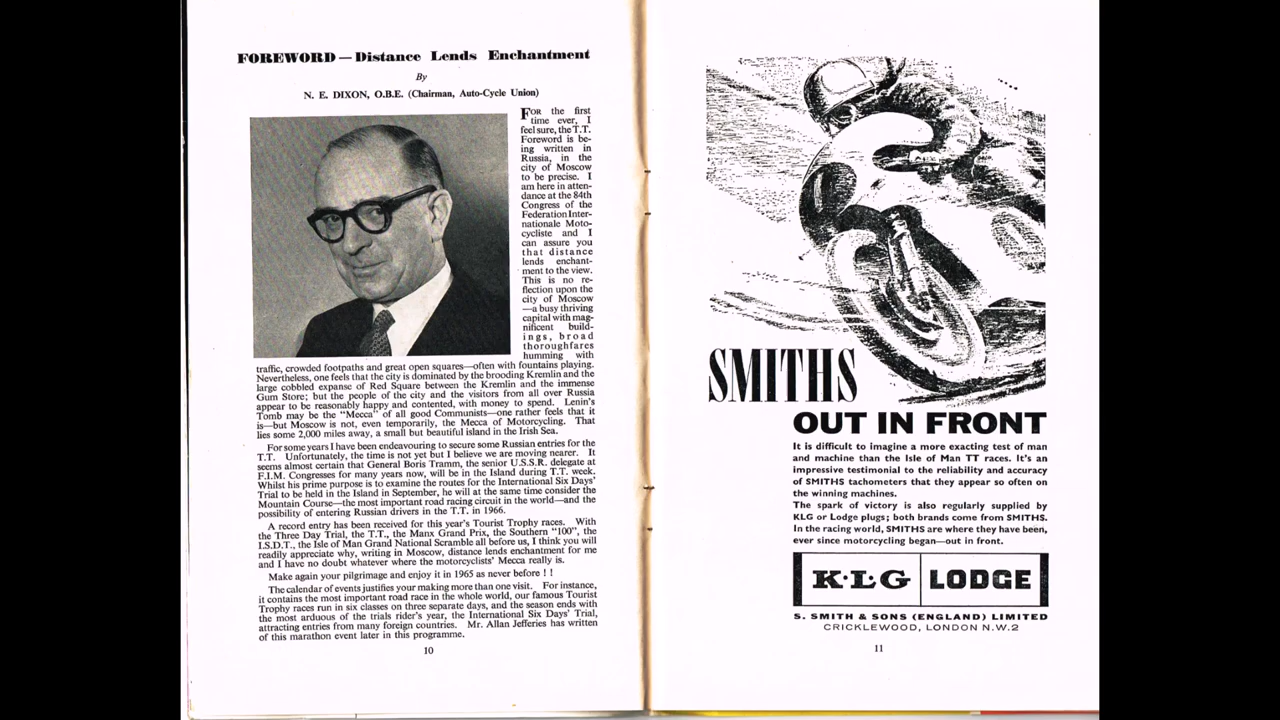 FOREWORD — Distance Lends Enchantment
By
N. E. DIXON, O.B.E. (Chairman, Auto-Cycle Union)
FOR the first
time ever, I
feel sure, the T.T.
Foreword is be-
ing written in
Russia, in the
city of Moscow
to be precise. I
am here in atten-
dance at the 84th
Congress of the
Federation Inter-
nationale Moto-
cycliste and I
can assure you
that distance
lends enchant-
ment to the view.
This is no re-
flection upon the
city of Moscow
—a busy thriving
capital with mag-
nificent build-
ings, broad
thoroughfares
humming with
traffic, crowded footpaths and great open squares—often with fountains playing.
Nevertheless, one feels that the city is dominated by the brooding Kremlin and the
large cobbled expanse of Red Square between the Kremlin and the immense
Gum Store; but the people of the city and the visitors from all over Russia
appear to be reasonably happy and contented, with money to spend. Lenin's
Tomb may be the "Mecca" of all good Communists—one rather feels that it
is—but Moscow is not, even temporarily, the Mecca of Motorcycling. That
lies some 2,000 miles away, a small but beautiful island in the Irish Sea.
For some years I have been endeavouring to secure some Russian entries for the
T.T. Unfortunately, the time is not yet but I believe we are moving nearer. It
seems almost certain that General Boris Tramm, the senior U.S.S.R. delegate at
F.I.M. Congresses for many years now, will be in the Island during T.T. week.
Whilst his prime purpose is to examine the routes for the International Six Days'
Trial to be held in the Island in September, he will at the same time consider the
Mountain Course—the most important road racing circuit in the world—and the
possibility of entering Russian drivers in the T.T. in 1966.
A record entry has been received for this year's Tourist Trophy races. With
the Three Day Trial, the T.T., the Manx Grand Prix, the Southern "100", the
I.S.D.T., the Isle of Man Grand National Scramble all before us, I think you will
readily appreciate why, writing in Moscow, distance lends enchantment for me
and I have no doubt whatever where the motorcyclists' Mecca really is.
Make again your pilgrimage and enjoy it in 1965 as never before ! !
The calendar of events justifies your making more than one visit. For instance,
it contains the most important road race in the whole world, our famous Tourist
Trophy races run in six classes on three separate days, and the season ends with
the most arduous of the trials rider's year, the International Six Days' Trial,
attracting entries from many foreign countries. Mr. Allan Jefferies has written
of this marathon event later in this programme.
10
SMITHS
OUT IN FRONT
It is difficult to imagine a more exacting test of man
and machine than the Isle of Man TT races. It's an
impressive testimonial to the reliability and accuracy
of SMITHS tachometers that they appear so often on
the winning machines.
The spark of victory is also regularly supplied by
KLG or Lodge plugs; both brands come from SMITHS.
In the racing world, SMITHS are where they have been,
ever since motorcycling began—out in front.
K·L·G LODGE
S. SMITH & SONS (ENGLAND) LIMITED
CRICKLEWOOD, LONDON N.W.2
11